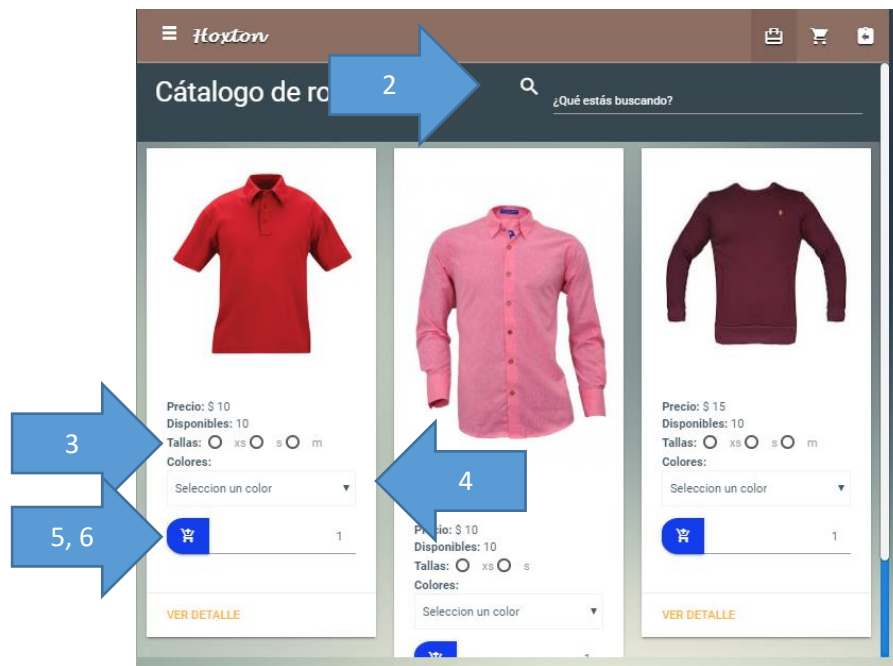 Hoxton
Cátalogo de ro
2
¿Qué estás buscando?
Precio: $ 10
Disponibles: 10
3
Tallas: xs s m
Colores:
4
Seleccion un color
5, 6
1
VER DETALLE
$ 10
Disponibles: 10
Tallas: xs s
Colores:
Seleccion un color
Precio: $ 15
Disponibles: 10
Tallas: xs s m
Colores:
Seleccion un color
1
VER DETALLE